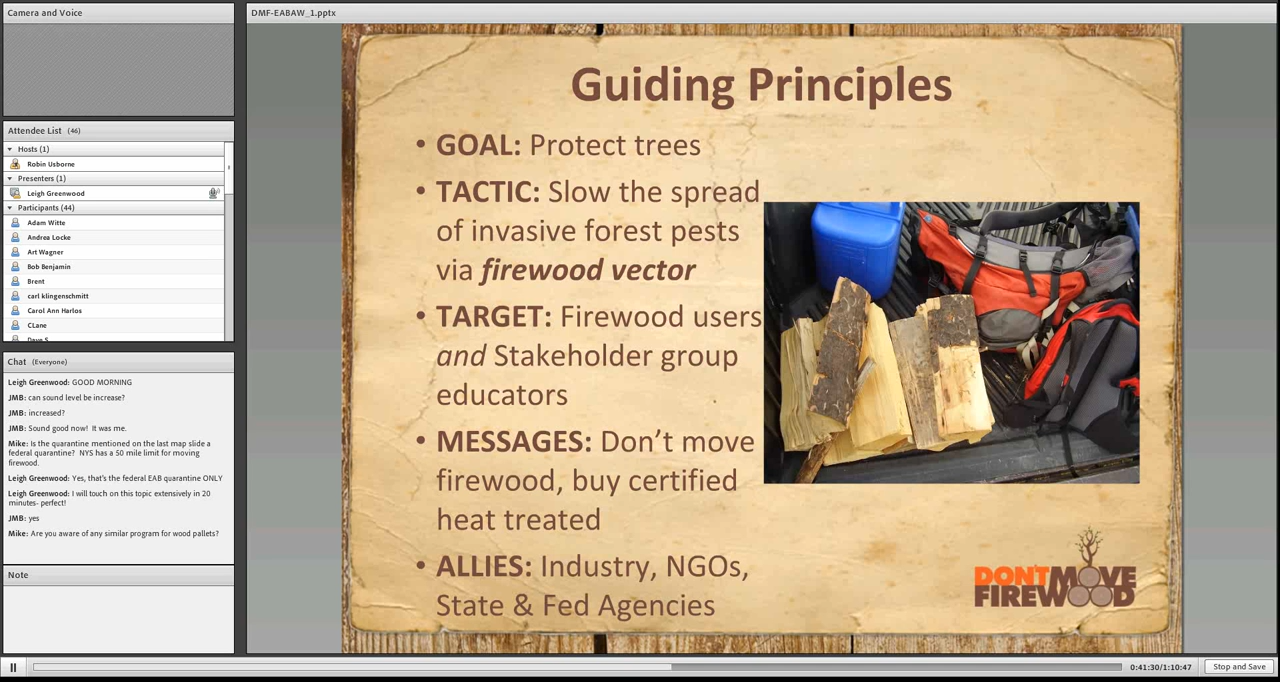 Camera and Voice
Attendee List (46)
Hosts (1)
Robin Usborne
Presenters (1)
Leigh Greenwood
Participants (44)
Adam Witte
Andrea Locke
Art Wagner
Bob Benjamin
Brent
carl klingenschmitt
Carol Ann Harlos
CLane
Dave S
Chat (Everyone)
Leigh Greenwood: GOOD MORNING
JMB: can sound level be increase?
JMB: increased?
JMB: Sound good now! It was me.
Mike: Is the quarantine mentioned on the last map slide a
federal quarantine? NYS has a 50 mile limit for moving
firewood.
Leigh Greenwood: Yes, that's the federal EAB quarantine ONLY
Leigh Greenwood: I will touch on this topic extensively in 20
minutes- perfect!
JMB: yes
Mike: Are you aware of any similar program for wood pallets?
Note
DMF-EABAW_1.pptx
Guiding Principles
• GOAL: Protect trees
• TACTIC: Slow the spread
of invasive forest pests
via firewood vector
• TARGET: Firewood users
and Stakeholder group
educators
• MESSAGES: Don’t move
firewood, buy certified
heat treated
• ALLIES: Industry, NGOs,
State & Fed Agencies
DON'T MOVE
FIREWOOD
0:41:30/1:10:47
Stop and Save